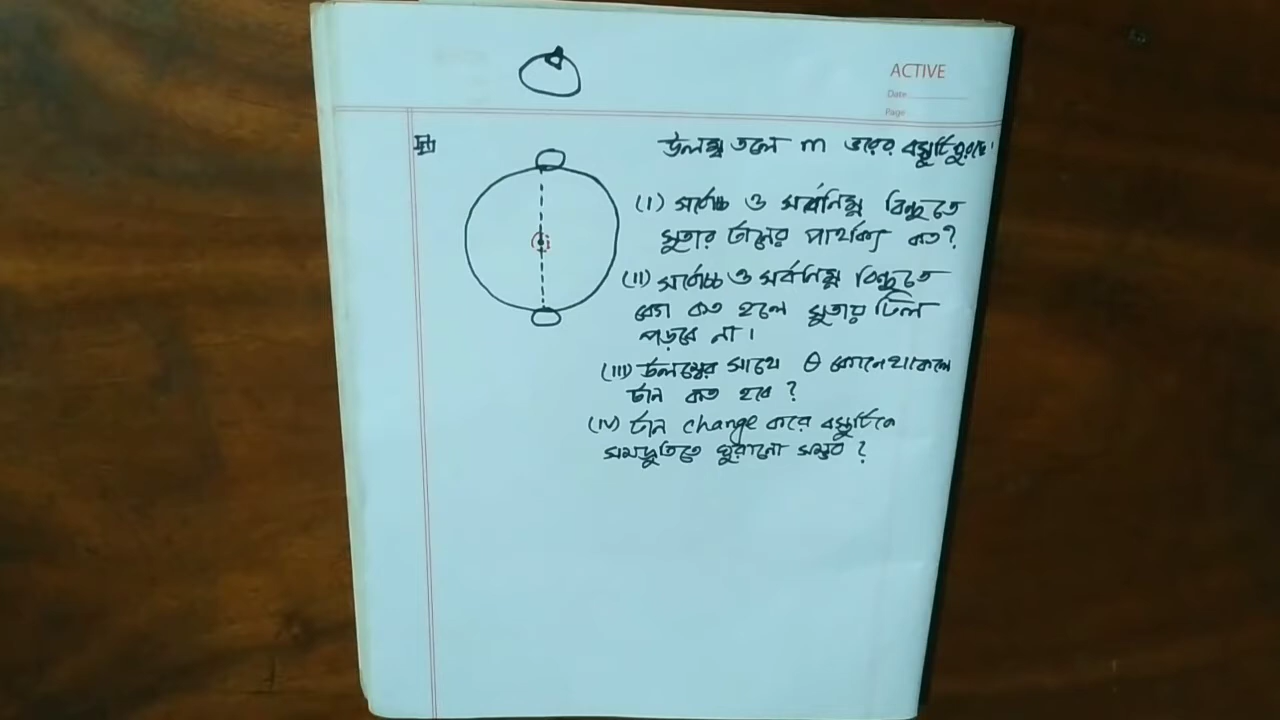 ACTIVE
Date
Page
উলম্ব তলে m ভরের বস্তুটি ঘুরছে।
(I) সর্বোচ্চ ও সর্বনিম্ন বিন্দুতে
সুতার টানের পার্থক্য কত?
(II) সর্বোচ্চ ও সর্বনিম্ন বিন্দুতে
বেগ কত হলে সুতায় ঢিল
পড়বে না।
(III) উলম্বের সাথে θ কোনে থাকলে
টান কত হবে ?
(IV) টান change করে বস্তুটিকে
সমদ্রুতিতে ঘুরানো সম্ভব ?